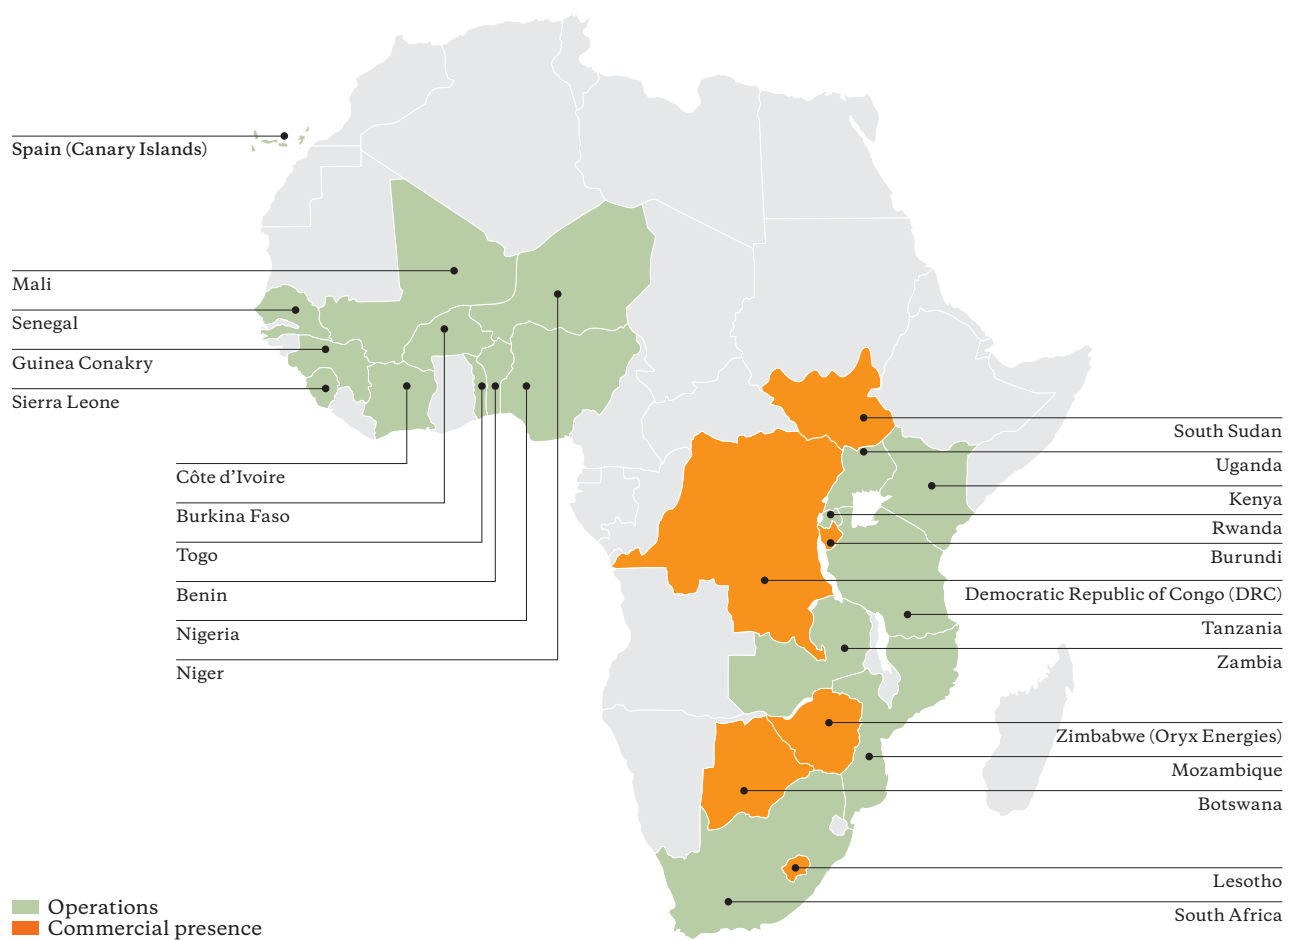 Spain (Canary Islands)
Mali
Senegal
Guinea Conakry
Sierra Leone
Côte d'Ivoire
Burkina Faso
Togo
Benin
Nigeria
Niger
South Sudan
Uganda
Kenya
Rwanda
Burundi
Democratic Republic of Congo (DRC)
Tanzania
Zambia
Zimbabwe (Oryx Energies)
Mozambique
Botswana
Lesotho
South Africa
Operations
Commercial presence